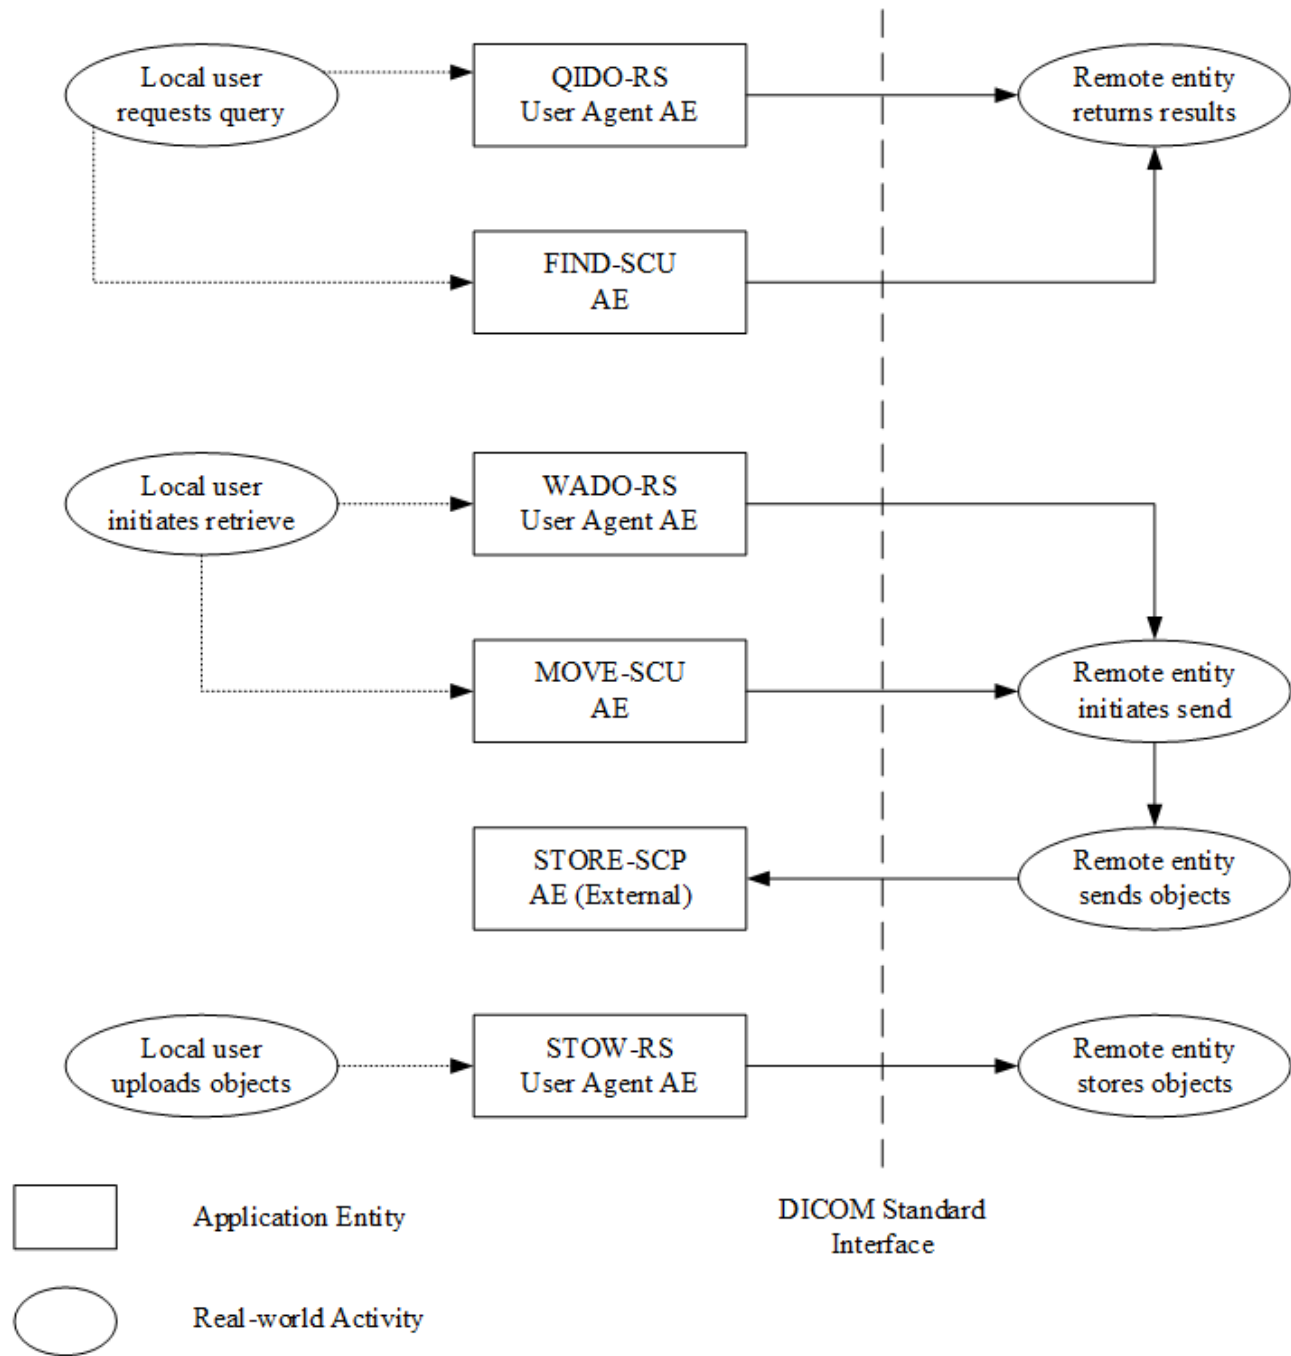 Local user
requests query
QIDO-RS
User Agent AE
Remote entity
returns results
FIND-SCU
AE
Local user
initiates retrieve
WADO-RS
User Agent AE
MOVE-SCU
AE
Remote entity
initiates send
STORE-SCP
AE (External)
Remote entity
sends objects
Local user
uploads objects
STOW-RS
User Agent AE
Remote entity
stores objects
Application Entity
DICOM Standard
Interface
Real-world Activity